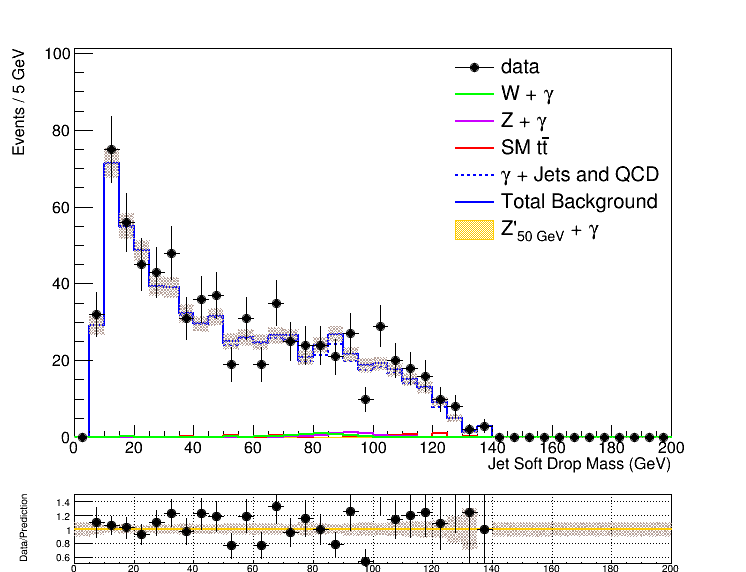 Events / 5 GeV
100
80
60
40
20
0
data
W + γ
Z + γ
SM tt̄
γ + Jets and QCD
Total Background
Z'50 GeV + γ
0 20 40 60 80 100 120 140 160 180 200
Jet Soft Drop Mass (GeV)
Data/Prediction
1.4
1.2
1
0.8
0.6
0 20 40 60 80 100 120 140 160 180 200